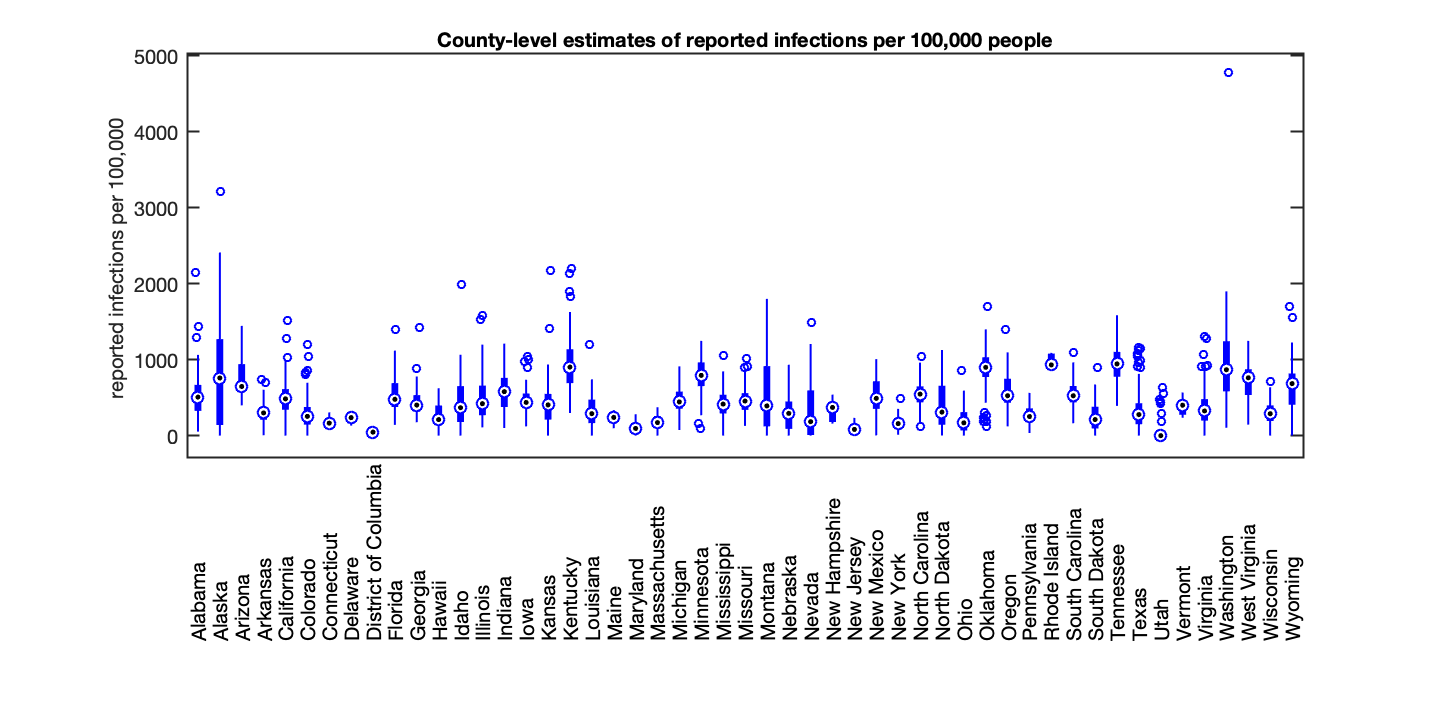 County-level estimates of reported infections per 100,000 people
reported infections per 100,000
5000
4000
3000
2000
1000
0
Alabama
Alaska
Arizona
Arkansas
California
Colorado
Connecticut
Delaware
District of Columbia
Florida
Georgia
Hawaii
Idaho
Illinois
Indiana
Iowa
Kansas
Kentucky
Louisiana
Maine
Maryland
Massachusetts
Michigan
Minnesota
Mississippi
Missouri
Montana
Nebraska
Nevada
New Hampshire
New Jersey
New Mexico
New York
North Carolina
North Dakota
Ohio
Oklahoma
Oregon
Pennsylvania
Rhode Island
South Carolina
South Dakota
Tennessee
Texas
Utah
Vermont
Virginia
Washington
West Virginia
Wisconsin
Wyoming